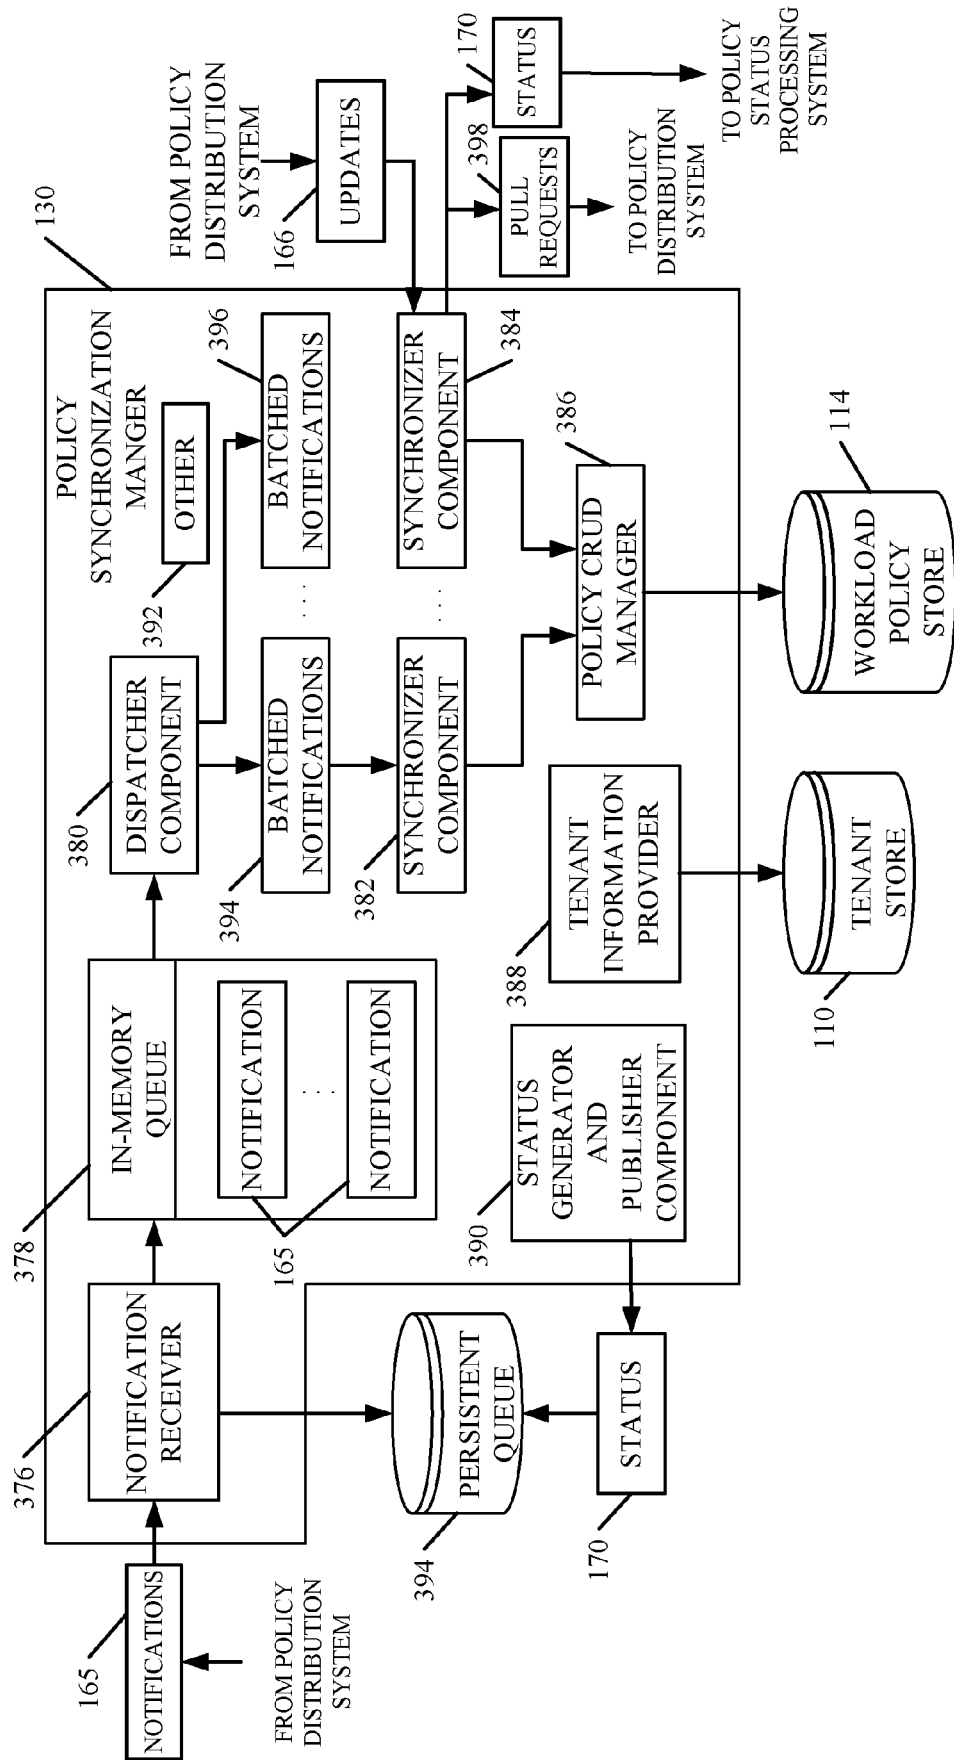 165
NOTIFICATIONS
FROM POLICY
DISTRIBUTION
SYSTEM
376
NOTIFICATION
RECEIVER
378
IN-MEMORY
QUEUE
NOTIFICATION
. . .
NOTIFICATION
165
380
DISPATCHER
COMPONENT
POLICY
SYNCHRONIZATION
MANGER
OTHER
392
130
394
BATCHED
NOTIFICATIONS
. . .
BATCHED
NOTIFICATIONS
396
382
SYNCHRONIZER
COMPONENT
. . .
SYNCHRONIZER
COMPONENT
384
FROM POLICY
DISTRIBUTION
SYSTEM
166
UPDATES
398
PULL
REQUESTS
TO POLICY
DISTRIBUTION
SYSTEM
170
STATUS
TO POLICY
STATUS
PROCESSING
SYSTEM
PERSISTENT
QUEUE
394
STATUS
170
390
STATUS
GENERATOR
AND
PUBLISHER
COMPONENT
388
TENANT
INFORMATION
PROVIDER
POLICY CRUD
MANAGER
386
110
TENANT
STORE
WORKLOAD
POLICY
STORE
114